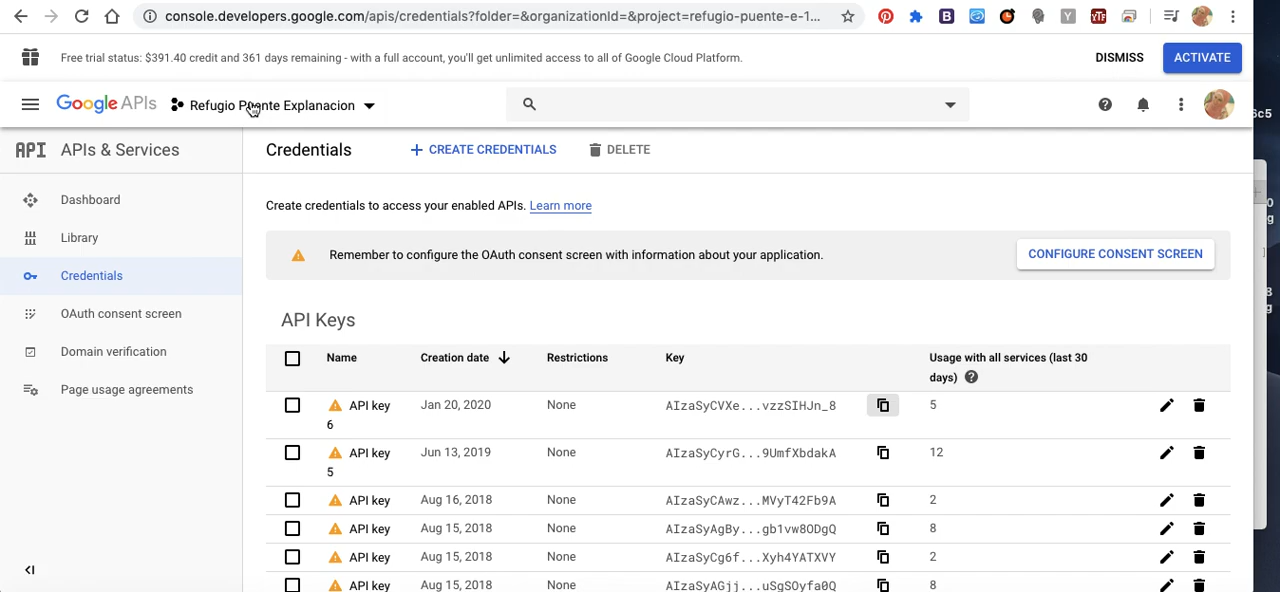 console.developers.google.com/apis/credentials?folder=&organizationId=&project=refugio-puente-e-1...
Free trial status: $391.40 credit and 361 days remaining - with a full account, you'll get unlimited access to all of Google Cloud Platform.
DISMISS
ACTIVATE
Google APIs
Refugio Puente Explanacion
API APIs & Services
Credentials
+ CREATE CREDENTIALS
DELETE
Dashboard
Library
Credentials
OAuth consent screen
Domain verification
Page usage agreements
Create credentials to access your enabled APIs. Learn more
Remember to configure the OAuth consent screen with information about your application.
CONFIGURE CONSENT SCREEN
API Keys
Name Creation date Restrictions Key Usage with all services (last 30
days)
API key Jan 20, 2020 None AIzaSyCVXe...vzzSIHJn_8 5
6
API key Jun 13, 2019 None AIzaSyCyrG...9UmfXbdakA 12
5
API key Aug 16, 2018 None AIzaSyCAwz...MVyT42Fb9A 2
API key Aug 15, 2018 None AIzaSyAgBy...gb1vw8ODgQ 8
API key Aug 15, 2018 None AIzaSyCg6f...Xyh4YATXVY 2
API key Aug 15, 2018 None AIzaSyAGjj...uSgSOyfa0Q 8